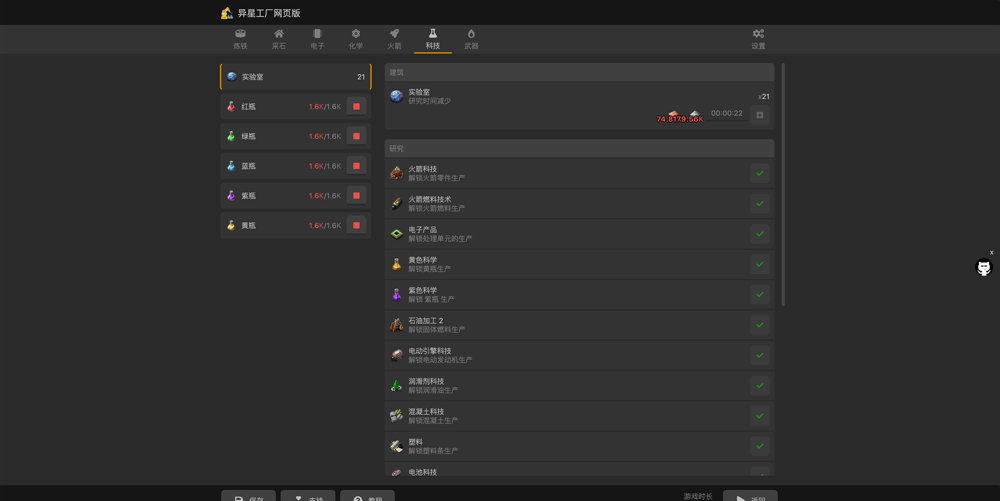 异星工厂网页版
炼铁 采石 电子 化学 火箭 科技 武器 设置
实验室 21
红瓶 1.6K/1.6K
绿瓶 1.6K/1.6K
蓝瓶 1.6K/1.6K
紫瓶 1.6K/1.6K
黄瓶 1.6K/1.6K
建筑
实验室
研究时间减少
x21
00:00:22
研究
火箭科技
解锁火箭零件生产
火箭燃料技术
解锁火箭燃料生产
电子产品
解锁处理单元的生产
黄色科学
解锁黄瓶生产
紫色科学
解锁 紫瓶 生产
石油加工 2
解锁固体燃料生产
电动引擎科技
解锁电动发动机生产
润滑剂科技
解锁润滑油生产
混凝土科技
解锁混凝土生产
塑料
解锁塑料条生产
电池科技
x
保存 支持 教程
游戏时长
返回